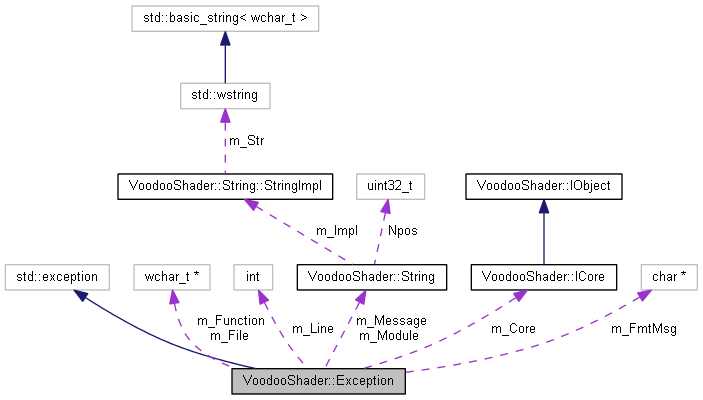 std::basic_string< wchar_t >
std::wstring
m_Str
VoodooShader::String::StringImpl
uint32_t
VoodooShader::IObject
m_Impl
Npos
std::exception
wchar_t *
int
VoodooShader::String
VoodooShader::ICore
char *
m_Function
m_File
m_Line
m_Message
m_Module
m_Core
m_FmtMsg
VoodooShader::Exception